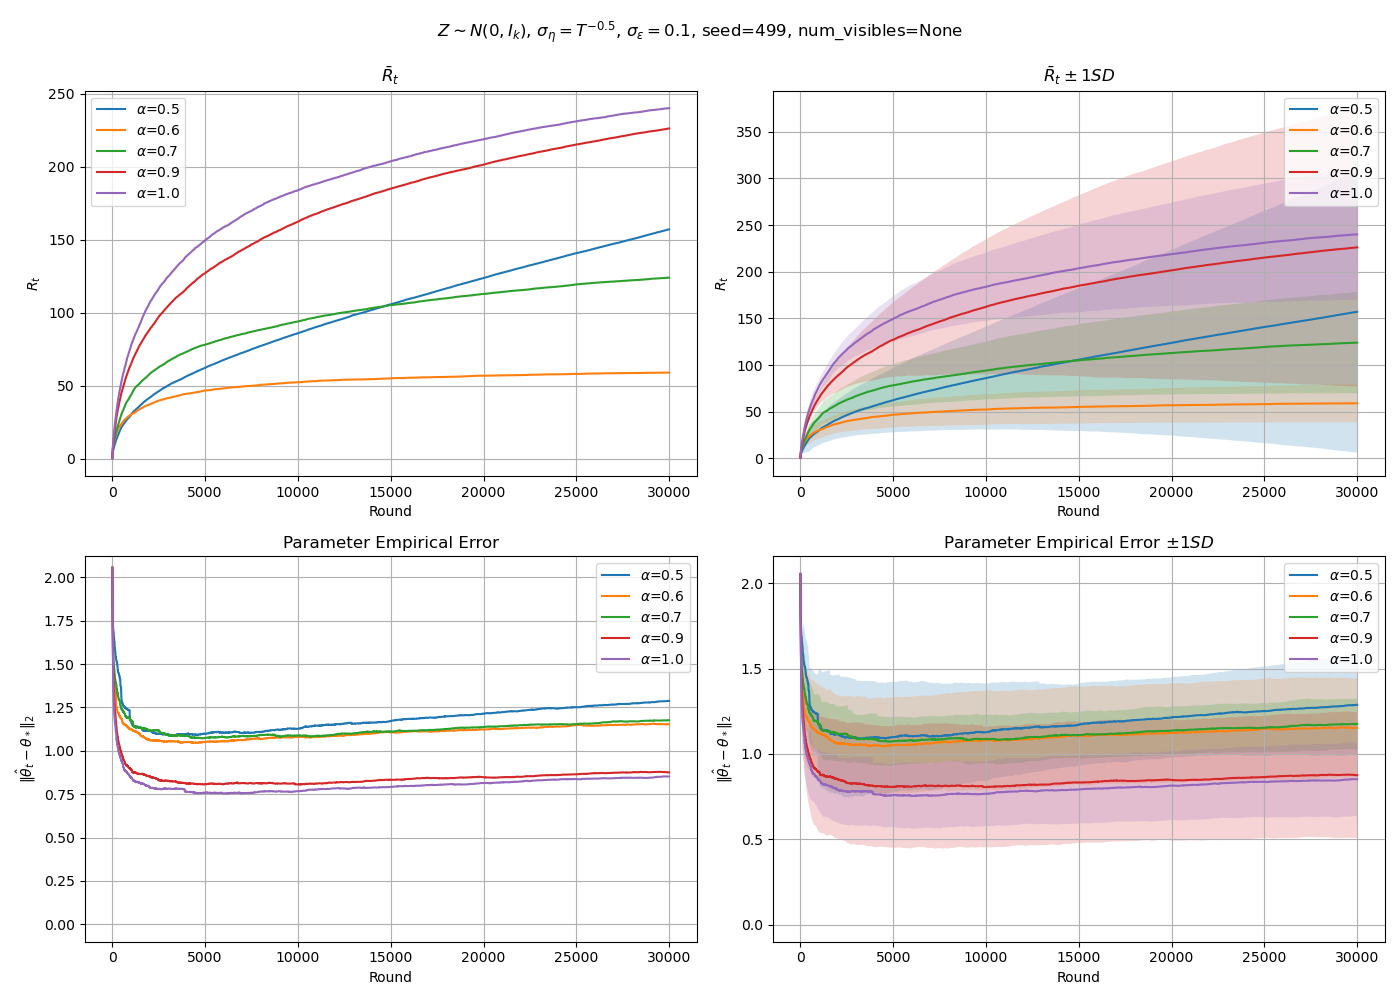 Z ~ N(0, I_k), σ_η = T^{-0.5}, σ_ε = 0.1, seed=499, num_visibles=None
R̄_t
R_t
250
200
150
100
50
0
α=0.5
α=0.6
α=0.7
α=0.9
α=1.0
0 5000 10000 15000 20000 25000 30000
Round
R̄_t ± 1SD
R_t
350
300
250
200
150
100
50
0
α=0.5
α=0.6
α=0.7
α=0.9
α=1.0
0 5000 10000 15000 20000 25000 30000
Round
Parameter Empirical Error
‖θ̂_t − θ*‖_2
2.00
1.75
1.50
1.25
1.00
0.75
0.50
0.25
0.00
α=0.5
α=0.6
α=0.7
α=0.9
α=1.0
0 5000 10000 15000 20000 25000 30000
Round
Parameter Empirical Error ±1SD
‖θ̂_t − θ*‖_2
2.0
1.5
1.0
0.5
0.0
α=0.5
α=0.6
α=0.7
α=0.9
α=1.0
0 5000 10000 15000 20000 25000 30000
Round